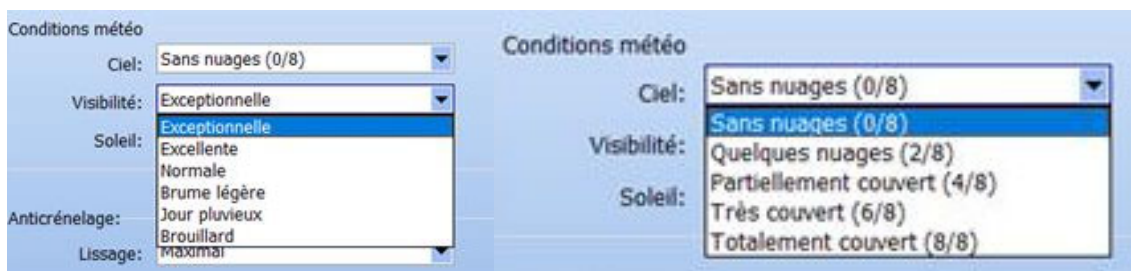 Conditions météo
Ciel: Sans nuages (0/8)
Visibilité: Exceptionnelle
Exceptionnelle
Soleil: Excellente
Normale
Brume légère
Anticrénelage: Jour pluvieux
Brouillard
Lissage: Maximal
Conditions météo
Ciel: Sans nuages (0/8)
Sans nuages (0/8)
Visibilité: Quelques nuages (2/8)
Partiellement couvert (4/8)
Soleil: Très couvert (6/8)
Totalement couvert (8/8)